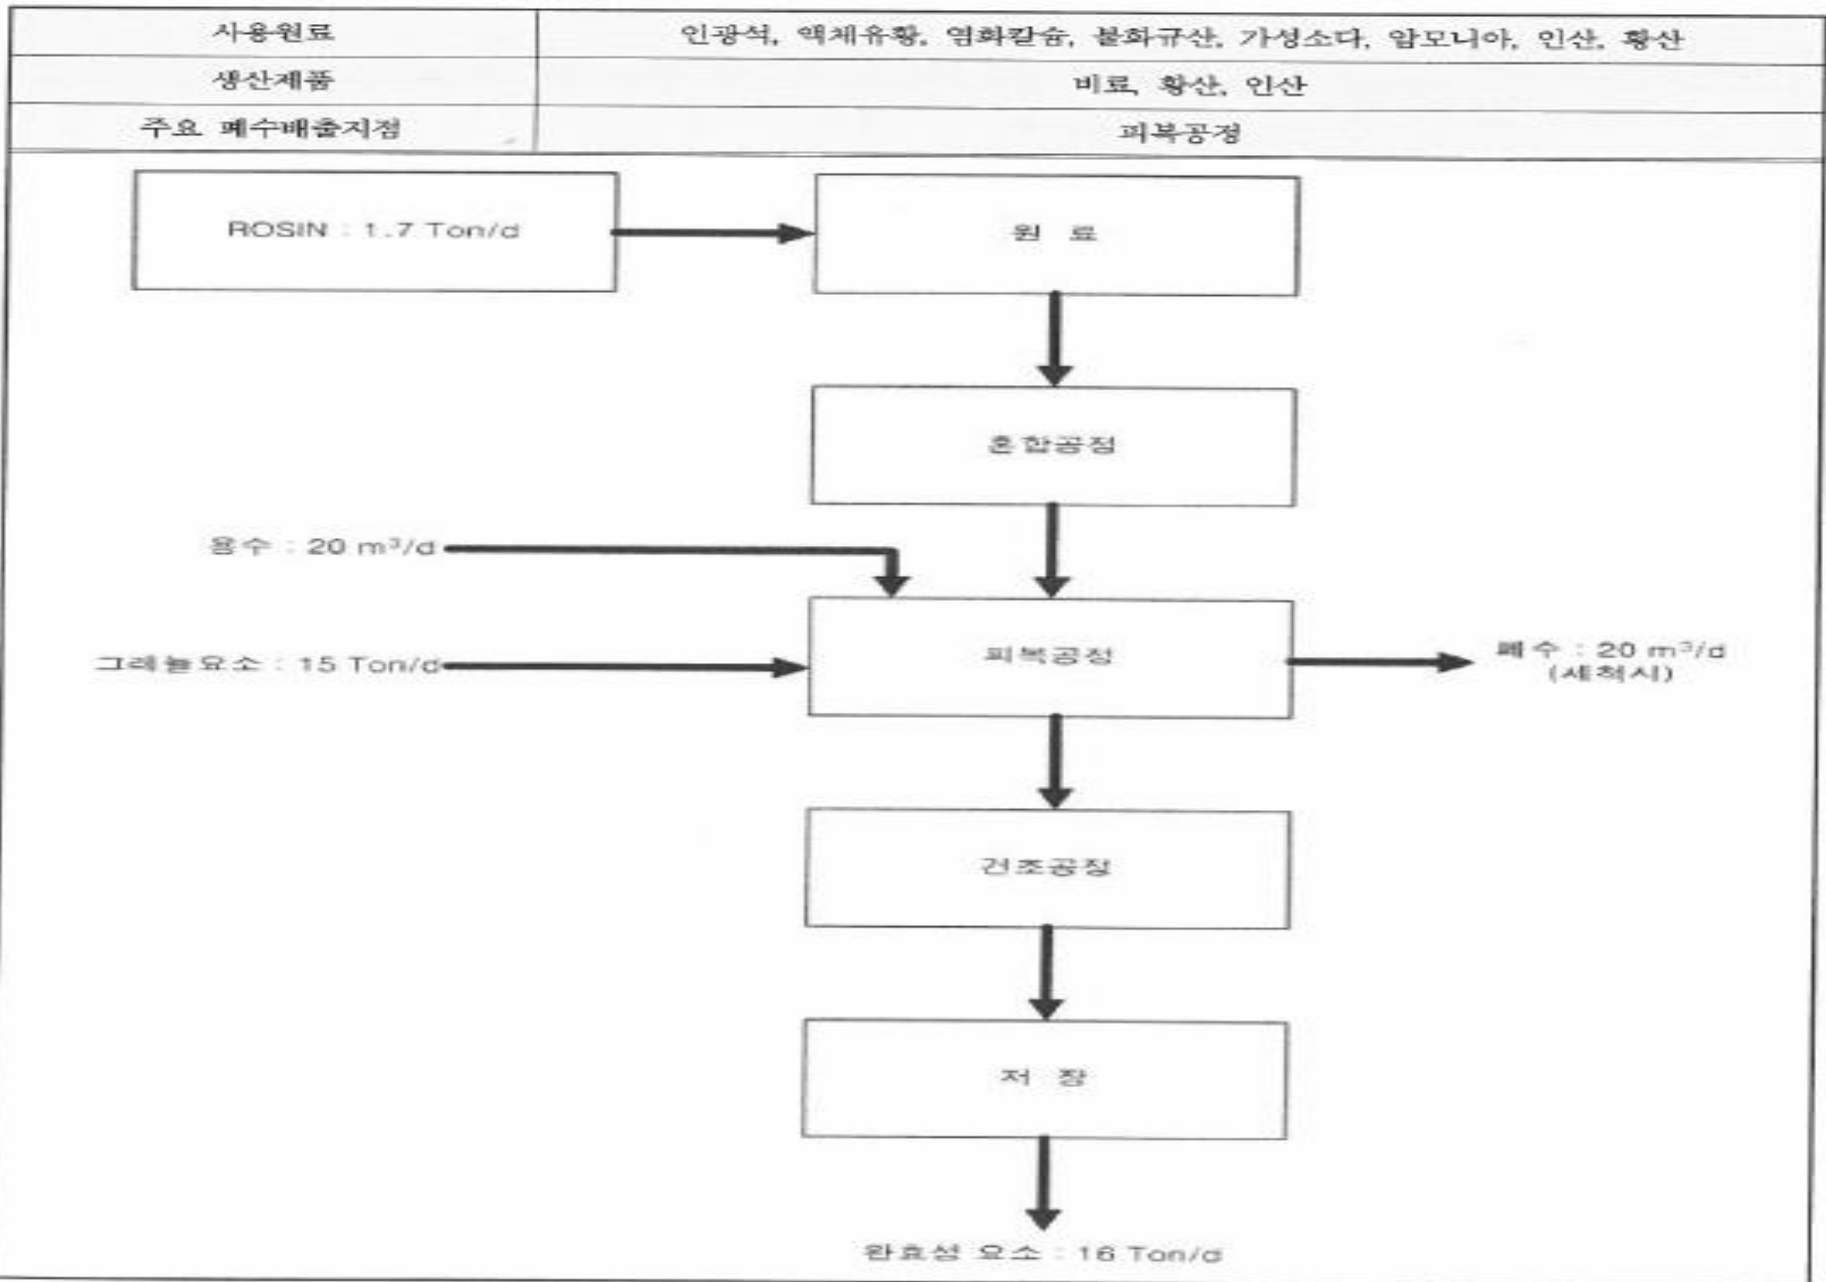 사용원료 인광석, 액체유황, 염화칼슘, 불화규산, 가성소다, 암모니아, 인산, 황산
생산제품 비료, 황산, 인산
주요 폐수배출지점 피복공정
ROSIN : 1.7 Ton/d
원 료
혼합공정
용수 : 20 m³/d
그레뉼요소 : 15 Ton/d
피복공정
폐수 : 20 m³/d
(세척시)
건조공정
저 장
완효성 요소 : 16 Ton/d